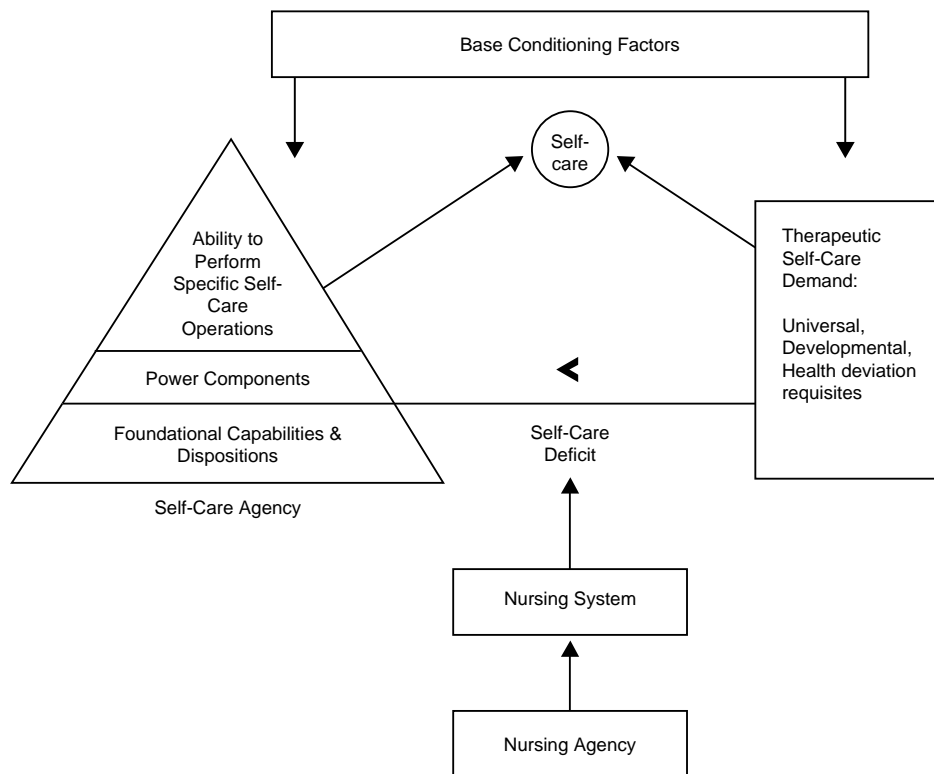 Base Conditioning Factors
Self-
care
Ability to
Perform
Specific Self-
Care
Operations
Power Components
Foundational Capabilities &
Dispositions
Self-Care Agency
Therapeutic
Self-Care
Demand:
Universal,
Developmental,
Health deviation
requisites
<
Self-Care
Deficit
Nursing System
Nursing Agency